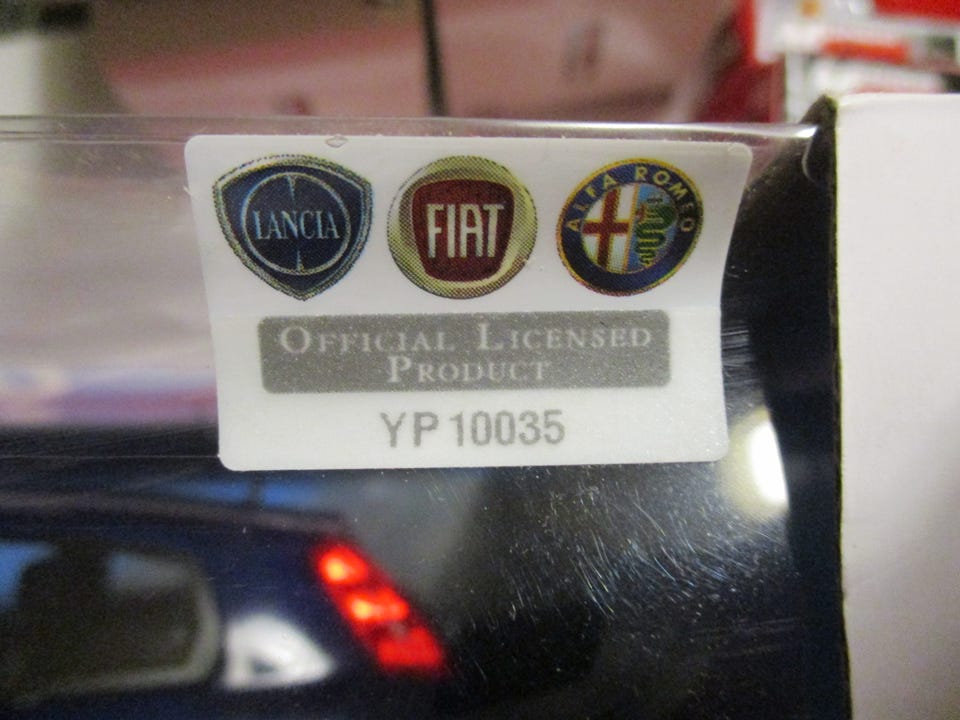 LANCIA
FIAT
ALFA ROMEO
OFFICIAL LICENSED
PRODUCT
YP 10035